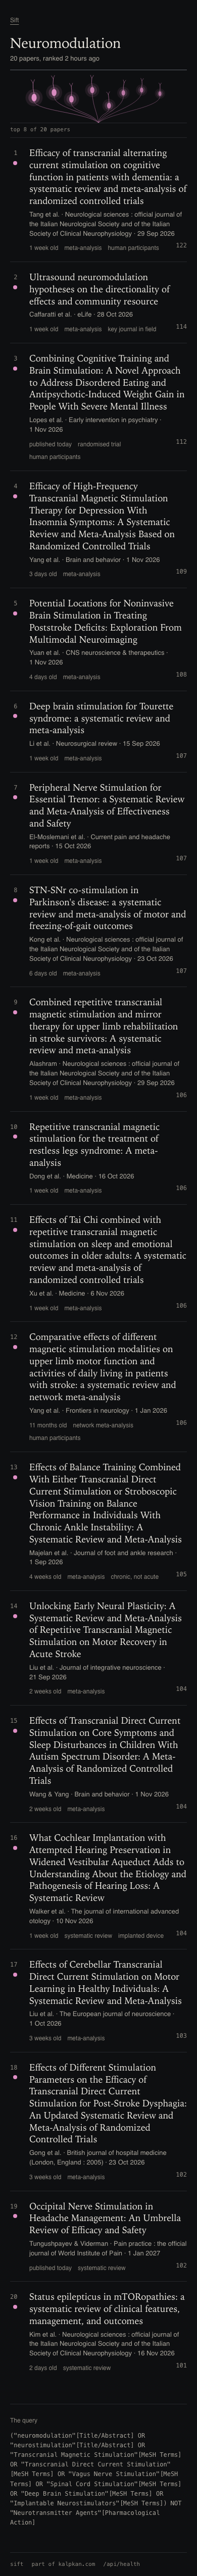 Sift
Neuromodulation
20 papers, ranked 2 hours ago
top 8 of 20 papers
1
Efficacy of transcranial alternating
current stimulation on cognitive
function in patients with dementia: a
systematic review and meta-analysis of
randomized controlled trials
Tang et al. · Neurological sciences : official journal of
the Italian Neurological Society and of the Italian
Society of Clinical Neurophysiology · 29 Sep 2026
1 week old meta-analysis human participants
122
2
Ultrasound neuromodulation
hypotheses on the directionality of
effects and community resource
Caffaratti et al. · eLife · 28 Oct 2026
1 week old meta-analysis key journal in field
114
3
Combining Cognitive Training and
Brain Stimulation: A Novel Approach
to Address Disordered Eating and
Antipsychotic-Induced Weight Gain in
People With Severe Mental Illness
Lopes et al. · Early intervention in psychiatry ·
1 Nov 2026
published today randomised trial
human participants
112
4
Efficacy of High-Frequency
Transcranial Magnetic Stimulation
Therapy for Depression With
Insomnia Symptoms: A Systematic
Review and Meta-Analysis Based on
Randomized Controlled Trials
Yang et al. · Brain and behavior · 1 Nov 2026
3 days old meta-analysis
109
5
Potential Locations for Noninvasive
Brain Stimulation in Treating
Poststroke Deficits: Exploration From
Multimodal Neuroimaging
Yuan et al. · CNS neuroscience & therapeutics ·
1 Nov 2026
4 days old meta-analysis
108
6
Deep brain stimulation for Tourette
syndrome: a systematic review and
meta-analysis
Li et al. · Neurosurgical review · 15 Sep 2026
1 week old meta-analysis
107
7
Peripheral Nerve Stimulation for
Essential Tremor: a Systematic Review
and Meta-Analysis of Effectiveness
and Safety
El-Moslemani et al. · Current pain and headache
reports · 15 Oct 2026
1 week old meta-analysis
107
8
STN-SNr co-stimulation in
Parkinson's disease: a systematic
review and meta-analysis of motor and
freezing-of-gait outcomes
Kong et al. · Neurological sciences : official journal of
the Italian Neurological Society and of the Italian
Society of Clinical Neurophysiology · 23 Oct 2026
6 days old meta-analysis
107
9
Combined repetitive transcranial
magnetic stimulation and mirror
therapy for upper limb rehabilitation
in stroke survivors: A systematic
review and meta-analysis
Alashram · Neurological sciences : official journal of
the Italian Neurological Society and of the Italian
Society of Clinical Neurophysiology · 29 Sep 2026
1 week old meta-analysis
106
10
Repetitive transcranial magnetic
stimulation for the treatment of
restless legs syndrome: A meta-
analysis
Dong et al. · Medicine · 16 Oct 2026
1 week old meta-analysis
106
11
Effects of Tai Chi combined with
repetitive transcranial magnetic
stimulation on sleep and emotional
outcomes in older adults: A systematic
review and meta-analysis of
randomized controlled trials
Xu et al. · Medicine · 6 Nov 2026
1 week old meta-analysis
106
12
Comparative effects of different
magnetic stimulation modalities on
upper limb motor function and
activities of daily living in patients
with stroke: a systematic review and
network meta-analysis
Yang et al. · Frontiers in neurology · 1 Jan 2026
11 months old network meta-analysis
human participants
106
13
Effects of Balance Training Combined
With Either Transcranial Direct
Current Stimulation or Stroboscopic
Vision Training on Balance
Performance in Individuals With
Chronic Ankle Instability: A
Systematic Review and Meta-Analysis
Majelan et al. · Journal of foot and ankle research ·
1 Sep 2026
4 weeks old meta-analysis chronic, not acute
105
14
Unlocking Early Neural Plasticity: A
Systematic Review and Meta-Analysis
of Repetitive Transcranial Magnetic
Stimulation on Motor Recovery in
Acute Stroke
Liu et al. · Journal of integrative neuroscience ·
21 Sep 2026
2 weeks old meta-analysis
104
15
Effects of Transcranial Direct Current
Stimulation on Core Symptoms and
Sleep Disturbances in Children With
Autism Spectrum Disorder: A Meta-
Analysis of Randomized Controlled
Trials
Wang & Yang · Brain and behavior · 1 Nov 2026
2 weeks old meta-analysis
104
16
What Cochlear Implantation with
Attempted Hearing Preservation in
Widened Vestibular Aqueduct Adds to
Understanding About the Etiology and
Pathogenesis of Hearing Loss: A
Systematic Review
Walker et al. · The journal of international advanced
otology · 10 Nov 2026
1 week old systematic review implanted device
104
17
Effects of Cerebellar Transcranial
Direct Current Stimulation on Motor
Learning in Healthy Individuals: A
Systematic Review and Meta-Analysis
Liu et al. · The European journal of neuroscience ·
1 Oct 2026
3 weeks old meta-analysis
103
18
Effects of Different Stimulation
Parameters on the Efficacy of
Transcranial Direct Current
Stimulation for Post-Stroke Dysphagia:
An Updated Systematic Review and
Meta-Analysis of Randomized
Controlled Trials
Gong et al. · British journal of hospital medicine
(London, England : 2005) · 23 Oct 2026
3 weeks old meta-analysis
102
19
Occipital Nerve Stimulation in
Headache Management: An Umbrella
Review of Efficacy and Safety
Tungushpayev & Viderman · Pain practice : the official
journal of World Institute of Pain · 1 Jan 2027
published today systematic review
102
20
Status epilepticus in mTORopathies: a
systematic review of clinical features,
management, and outcomes
Kim et al. · Neurological sciences : official journal of
the Italian Neurological Society and of the Italian
Society of Clinical Neurophysiology · 16 Nov 2026
2 days old systematic review
101
The query
("neuromodulation"[Title/Abstract] OR
"neurostimulation"[Title/Abstract] OR
"Transcranial Magnetic Stimulation"[MeSH Terms]
OR "Transcranial Direct Current Stimulation"
[MeSH Terms] OR "Vagus Nerve Stimulation"[MeSH
Terms] OR "Spinal Cord Stimulation"[MeSH Terms]
OR "Deep Brain Stimulation"[MeSH Terms] OR
"Implantable Neurostimulators"[MeSH Terms]) NOT
"Neurotransmitter Agents"[Pharmacological
Action]
sift part of kalpkan.com /api/health